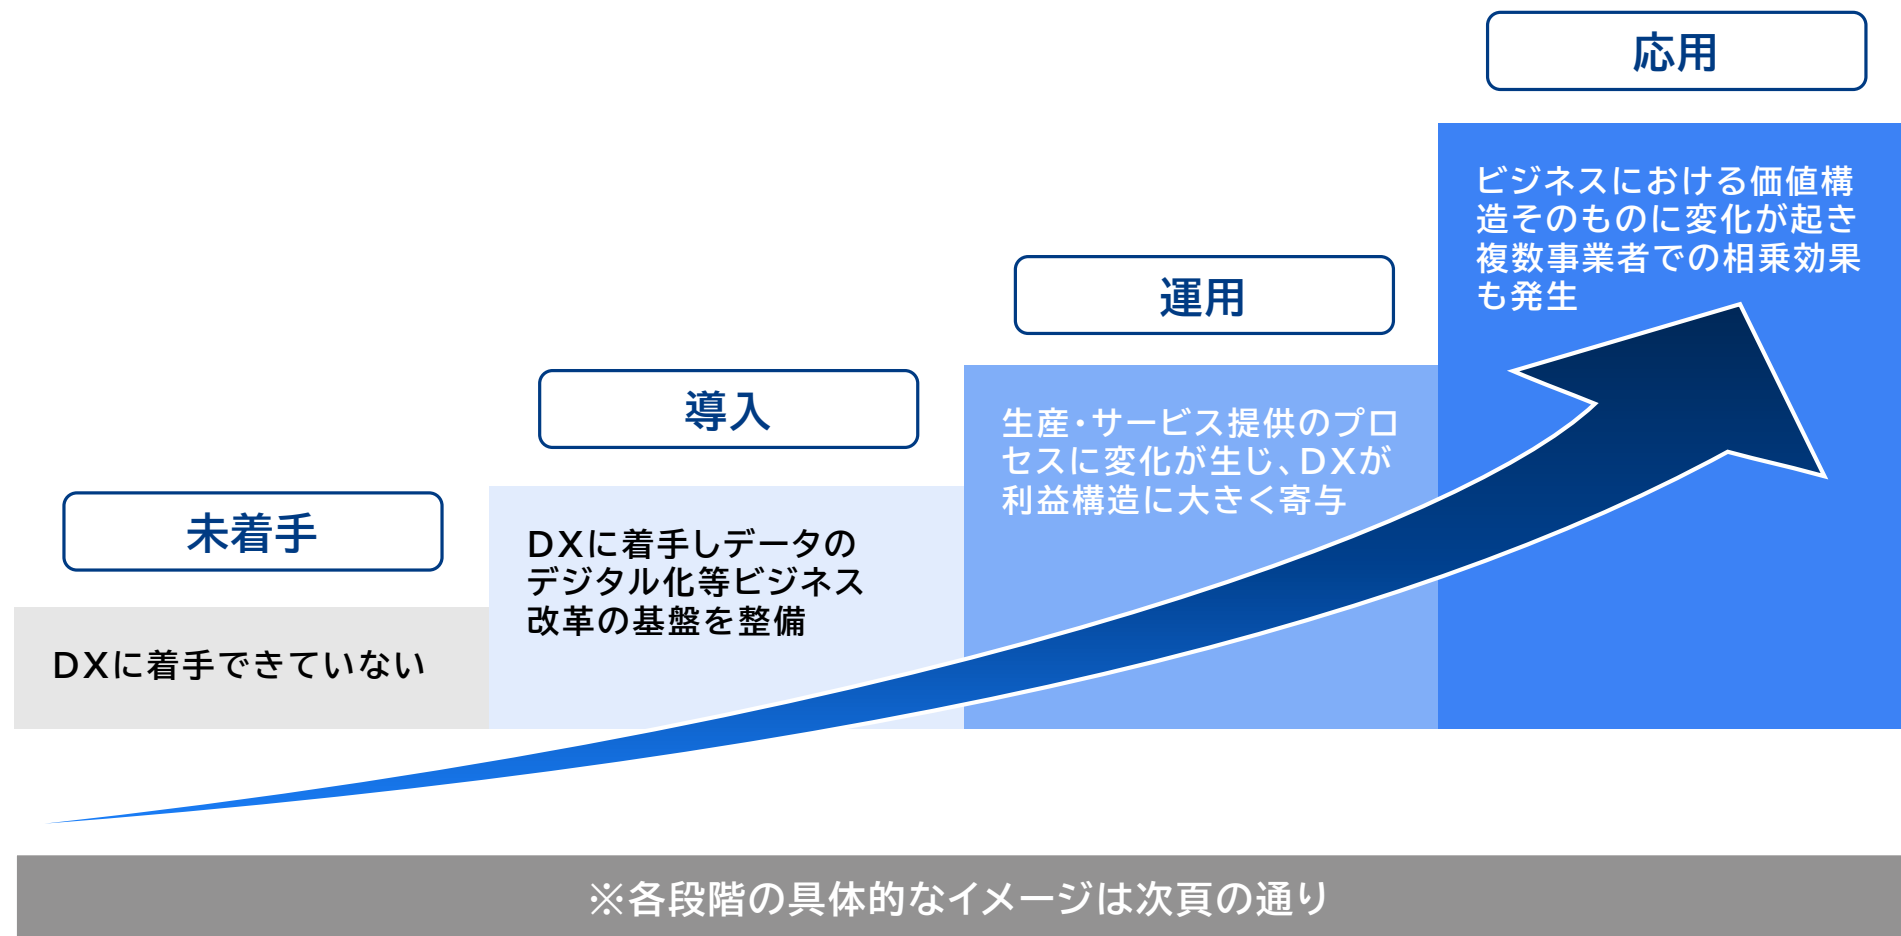 未着手
DXに着手できていない
導入
DXに着手しデータの
デジタル化等ビジネス
改革の基盤を整備
運用
生産・サービス提供のプロ
セスに変化が生じ、DXが
利益構造に大きく寄与
応用
ビジネスにおける価値構
造そのものに変化が起き
複数事業者での相乗効果
も発生
※各段階の具体的なイメージは次頁の通り